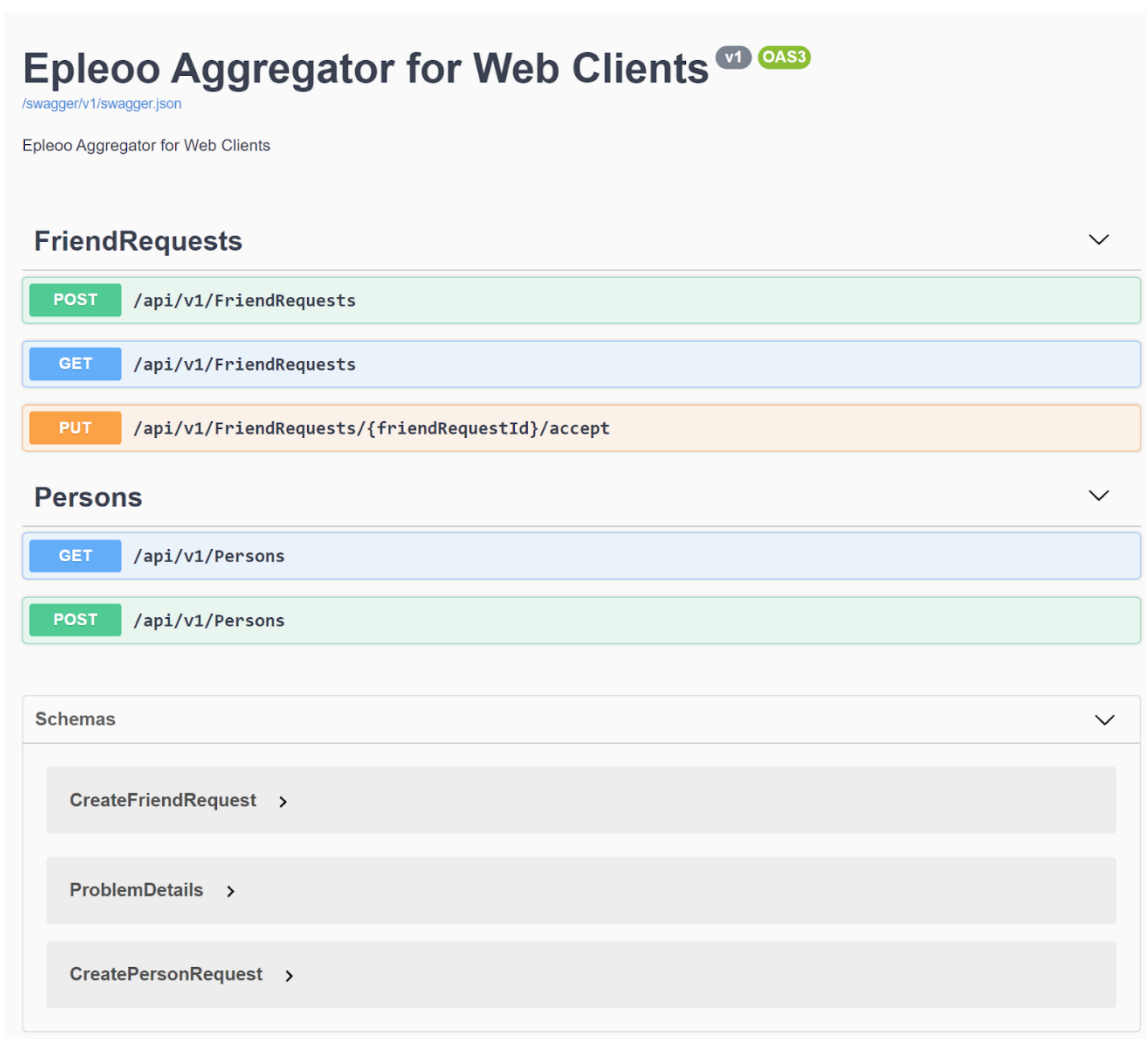 Epleoo Aggregator for Web Clients v1 OAS3
/swagger/v1/swagger.json
Epleoo Aggregator for Web Clients
FriendRequests
POST /api/v1/FriendRequests
GET /api/v1/FriendRequests
PUT /api/v1/FriendRequests/{friendRequestId}/accept
Persons
GET /api/v1/Persons
POST /api/v1/Persons
Schemas
CreateFriendRequest
ProblemDetails
CreatePersonRequest